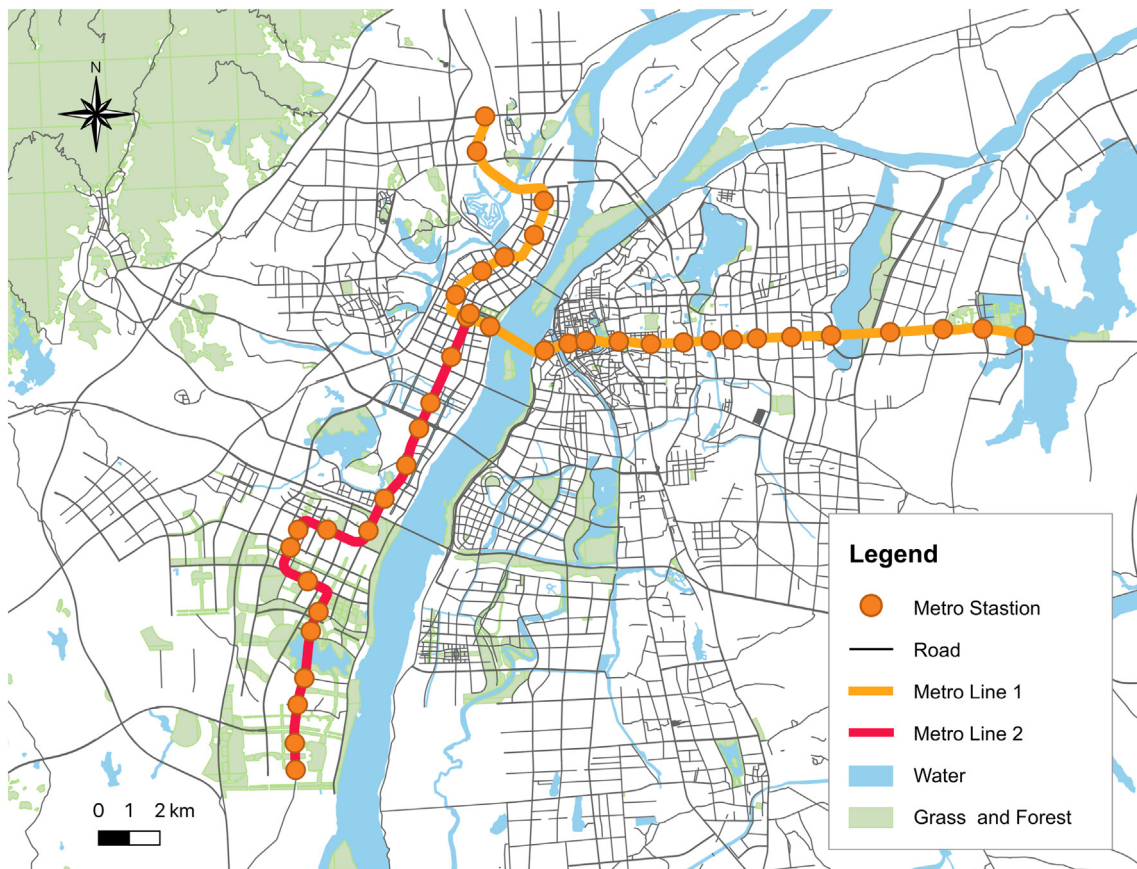 N
0 1 2 km
Legend
Metro Stastion
Road
Metro Line 1
Metro Line 2
Water
Grass and Forest